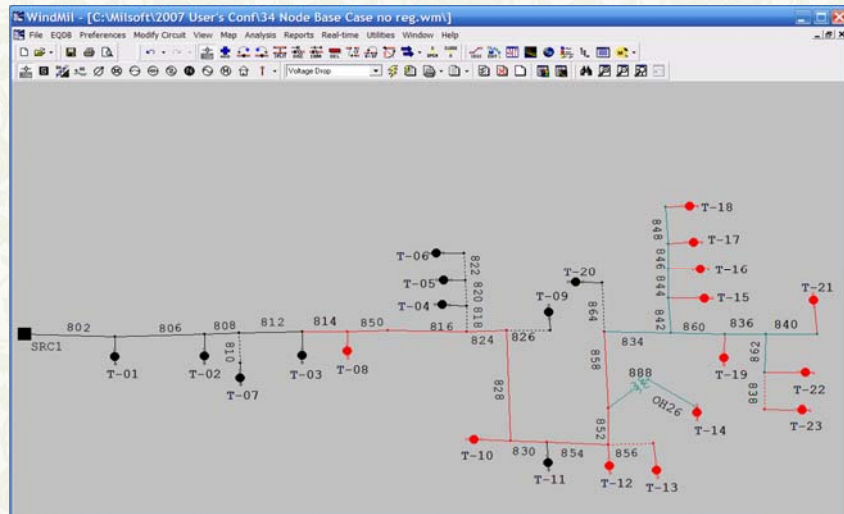 WindMil - [C:\Milsoft\2007 User's Conf\34 Node Base Case no reg.wm\]
File EQDB Preferences Modify Circuit View Map Analysis Reports Real-time Utilities Window Help
Voltage Drop
T-18
848
T-17
846
T-16
844
T-15
842
T-21
T-06
822
T-05
820
T-04
818
T-20
T-09
864
SRC1
802
806
808
812
814
850
816
824
826
834
860
836
840
T-01
T-02
810
T-07
T-03
T-08
828
858
888
OH26
T-14
T-19
862
T-22
838
T-23
852
T-10
830
T-11
854
T-12
856
T-13